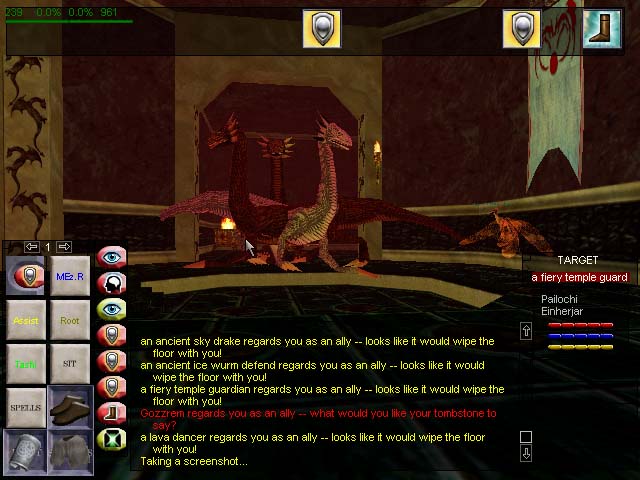 239 0.0% 0.0% 961
1
MEz.R
Assist
Root
Tashi
SIT
SPELLS
TARGET
a fiery temple guard
Pailochi
Einherjar
an ancient sky drake regards you as an ally -- looks like it would wipe the
floor with you!
an ancient ice wurm defend regards you as an ally -- looks like it would
wipe the floor with you!
a fiery temple guardian regards you as an ally -- looks like it would wipe the
floor with you!
Gozzrem regards you as an ally -- what would you like your tombstone to
say?
a lava dancer regards you as an ally -- looks like it would wipe the floor
with you!
Taking a screenshot...